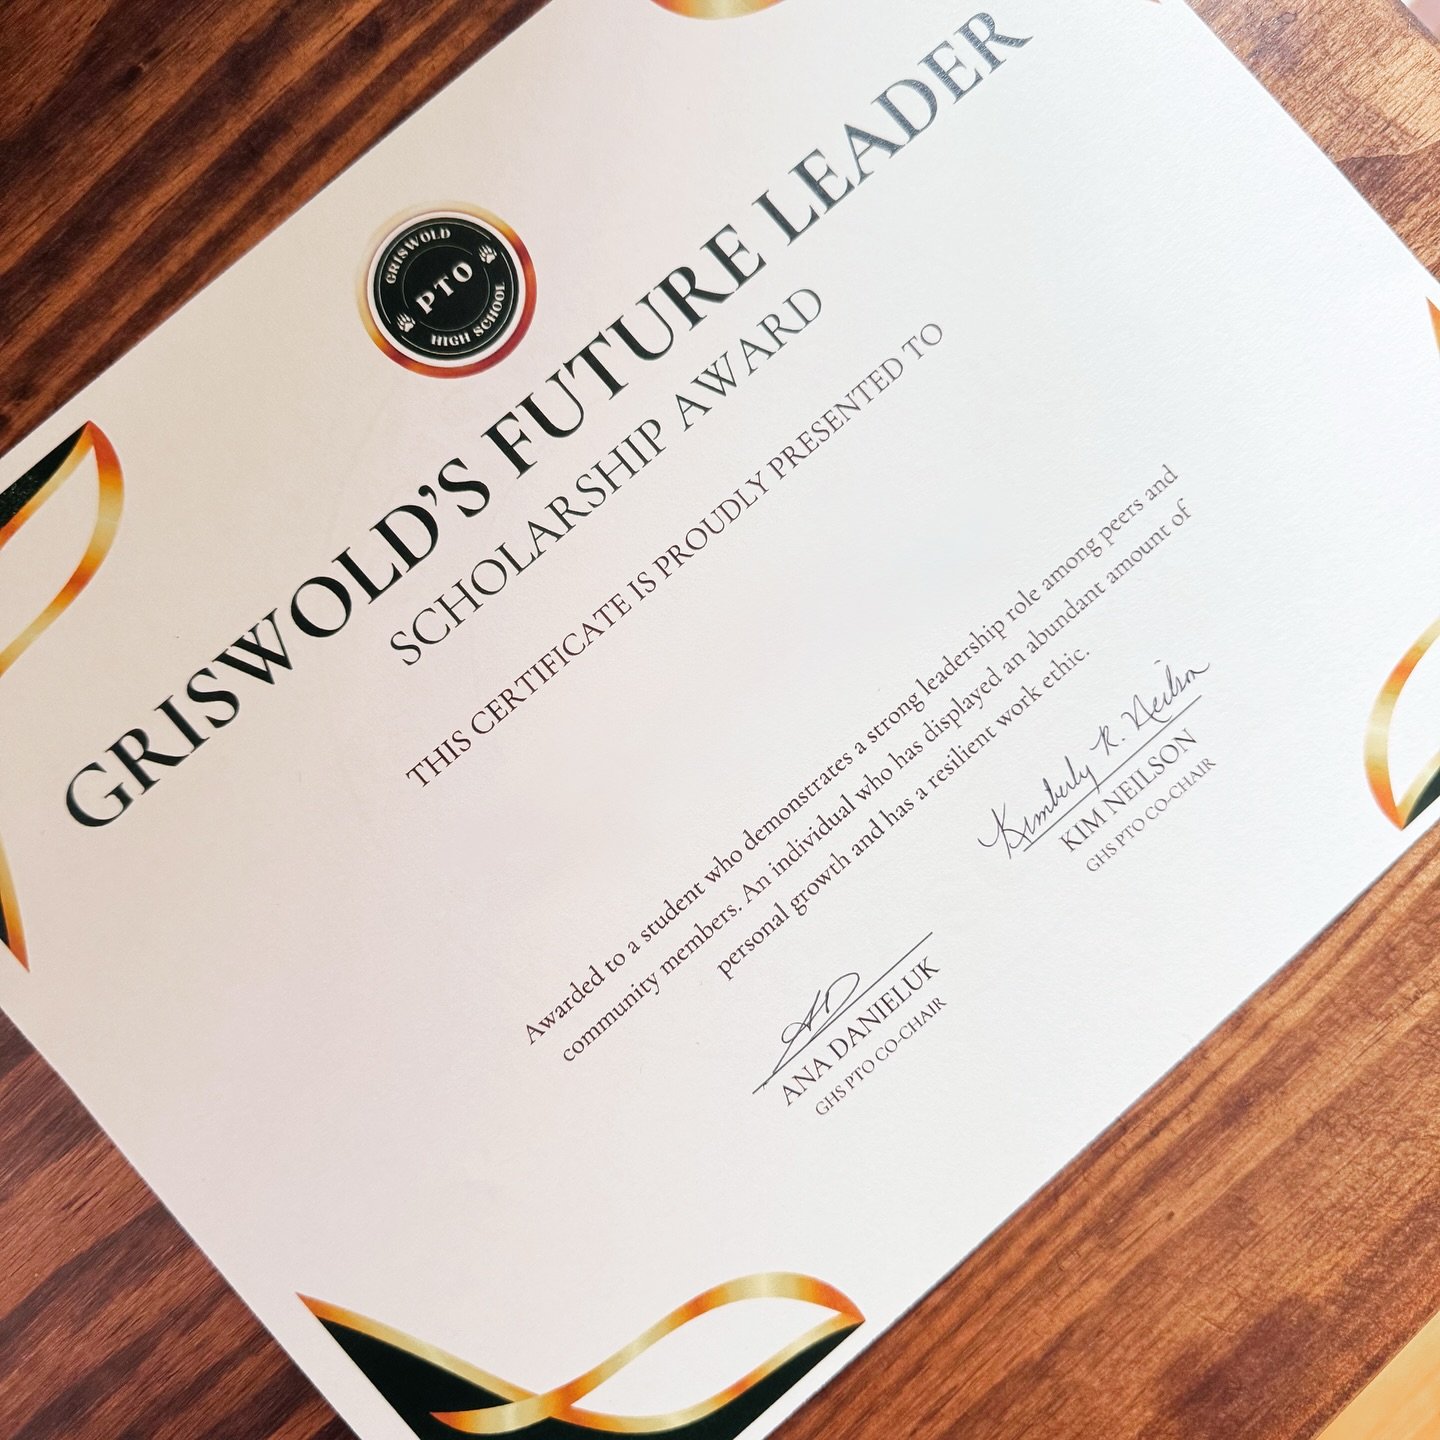 GRISWOLD
PTO
HIGH SCHOOL
GRISWOLD'S FUTURE LEADER
SCHOLARSHIP AWARD
THIS CERTIFICATE IS PROUDLY PRESENTED TO
Awarded to a student who demonstrates a strong leadership role among peers and
community members. An individual who has displayed an abundant amount of
personal growth and has a resilient work ethic.
AD
ANA DANIELUK
GHS PTO CO-CHAIR
Kimberly R. Neilson
KIM NEILSON
GHS PTO CO-CHAIR